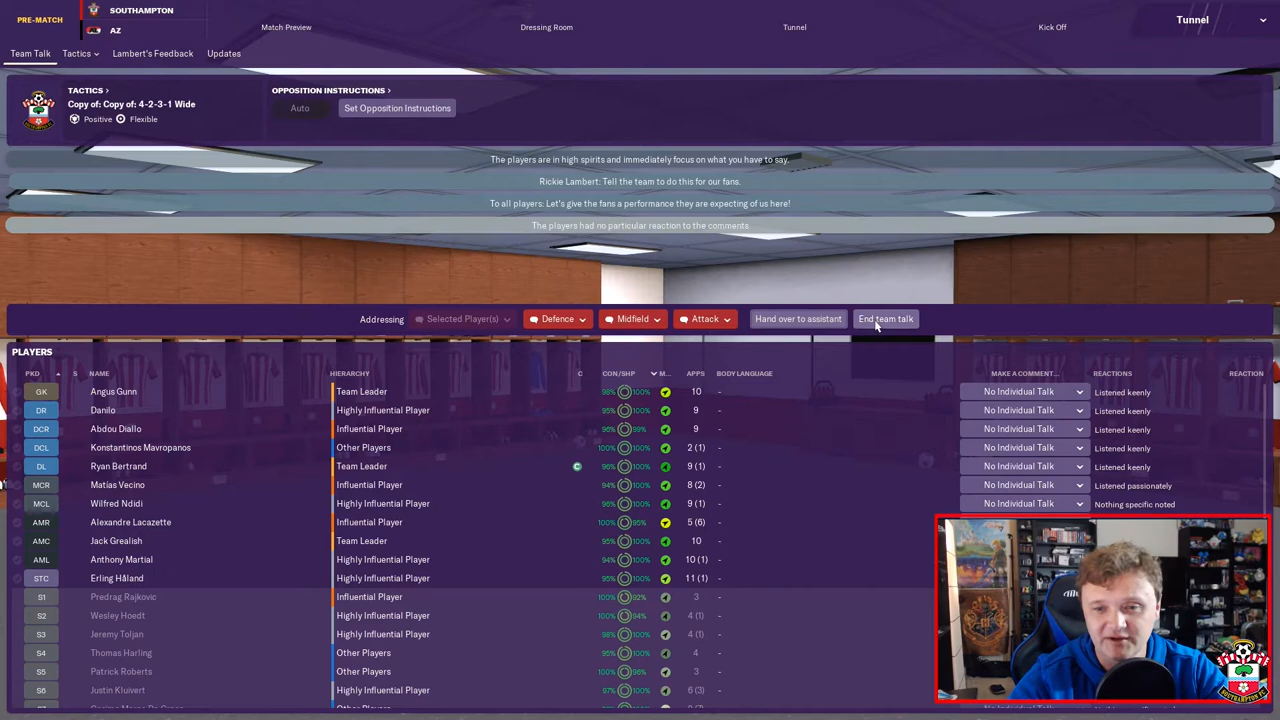 PRE-MATCH
SOUTHAMPTON
AZ
Match Preview
Dressing Room
Tunnel
Kick Off
Tunnel
Team Talk
Tactics
Lambert's Feedback
Updates
TACTICS >
Copy of: Copy of: 4-2-3-1 Wide
Positive
Flexible
OPPOSITION INSTRUCTIONS >
Auto
Set Opposition Instructions
The players are in high spirits and immediately focus on what you have to say.
Rickie Lambert: Tell the team to do this for our fans.
To all players: Let's give the fans a performance they are expecting of us here!
The players had no particular reaction to the comments
Addressing
Selected Player(s)
Defence
Midfield
Attack
Hand over to assistant
End team talk
PLAYERS
PKD S NAME HIERARCHY C CON/SHP M... APPS BODY LANGUAGE MAKE A COMMENT... REACTIONS REACTION
GK Angus Gunn Team Leader 98% 100% 10 - No Individual Talk Listened keenly
DR Danilo Highly Influential Player 95% 100% 9 - No Individual Talk Listened keenly
DCR Abdou Diallo Influential Player 96% 99% 9 - No Individual Talk Listened keenly
DCL Konstantinos Mavropanos Other Players 100% 100% 2 (1) - No Individual Talk Listened keenly
DL Ryan Bertrand Team Leader C 96% 100% 9 (1) - No Individual Talk Listened keenly
MCR Matías Vecino Influential Player 94% 100% 8 (2) - No Individual Talk Listened passionately
MCL Wilfred Ndidi Highly Influential Player 96% 100% 9 (1) - No Individual Talk Nothing specific noted
AMR Alexandre Lacazette Influential Player 100% 95% 5 (6) -
AMC Jack Grealish Team Leader 95% 100% 10 -
AML Anthony Martial Highly Influential Player 94% 100% 10 (1) -
STC Erling Håland Highly Influential Player 95% 100% 11 (1) -
S1 Predrag Rajkovic Influential Player 100% 92% 3 -
S2 Wesley Hoedt Highly Influential Player 100% 94% 4 (1) -
S3 Jeremy Toljan Highly Influential Player 98% 100% 4 (1) -
S4 Thomas Harling Other Players 95% 100% 4 -
S5 Patrick Roberts Other Players 100% 96% 3 -
S6 Justin Kluivert Highly Influential Player 97% 100% 6 (3) -